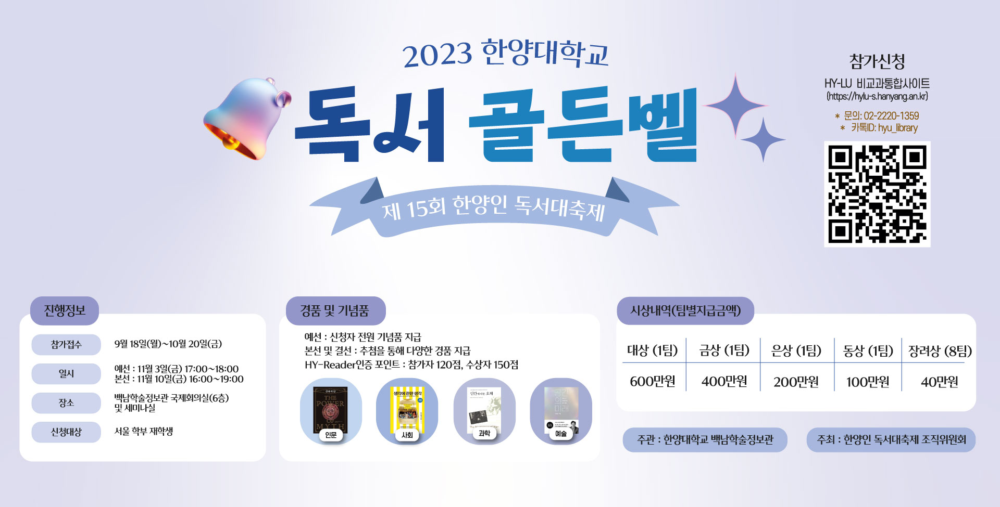 2023 한양대학교
독서 골든벨
제 15회 한양인 독서대축제
참가신청
HY-LU 비교과통합사이트
(https://hylu-s.hanyang.an.kr)
* 문의: 02-2220-1359
* 카톡ID: hyu_library
진행정보
참가접수
9월 18일(월)~10월 20일(금)
일시
예선 : 11월 3일(금) 17:00~18:00
본선 : 11월 10일(금) 16:00~19:00
장소
백남학술정보관 국제회의실(6층)
및 세미나실
신청대상
서울 학부 재학생
경품 및 기념품
예선 : 신청자 전원 기념품 지급
본선 및 결선 : 추첨을 통해 다양한 경품 지급
HY-Reader인증 포인트 : 참가자 120점, 수상자 150점
신화의 힘
THE
POWER
OF
MYTH
인문
생각에 관한 생각
사회
인간에 대한 오해
과학
공간
의
미래
예술
시상내역(팀별지급금액)
대상 (1팀) 금상 (1팀) 은상 (1팀) 동상 (1팀) 장려상 (8팀)
600만원 400만원 200만원 100만원 40만원
주관 : 한양대학교 백남학술정보관
주최 : 한양인 독서대축제 조직위원회